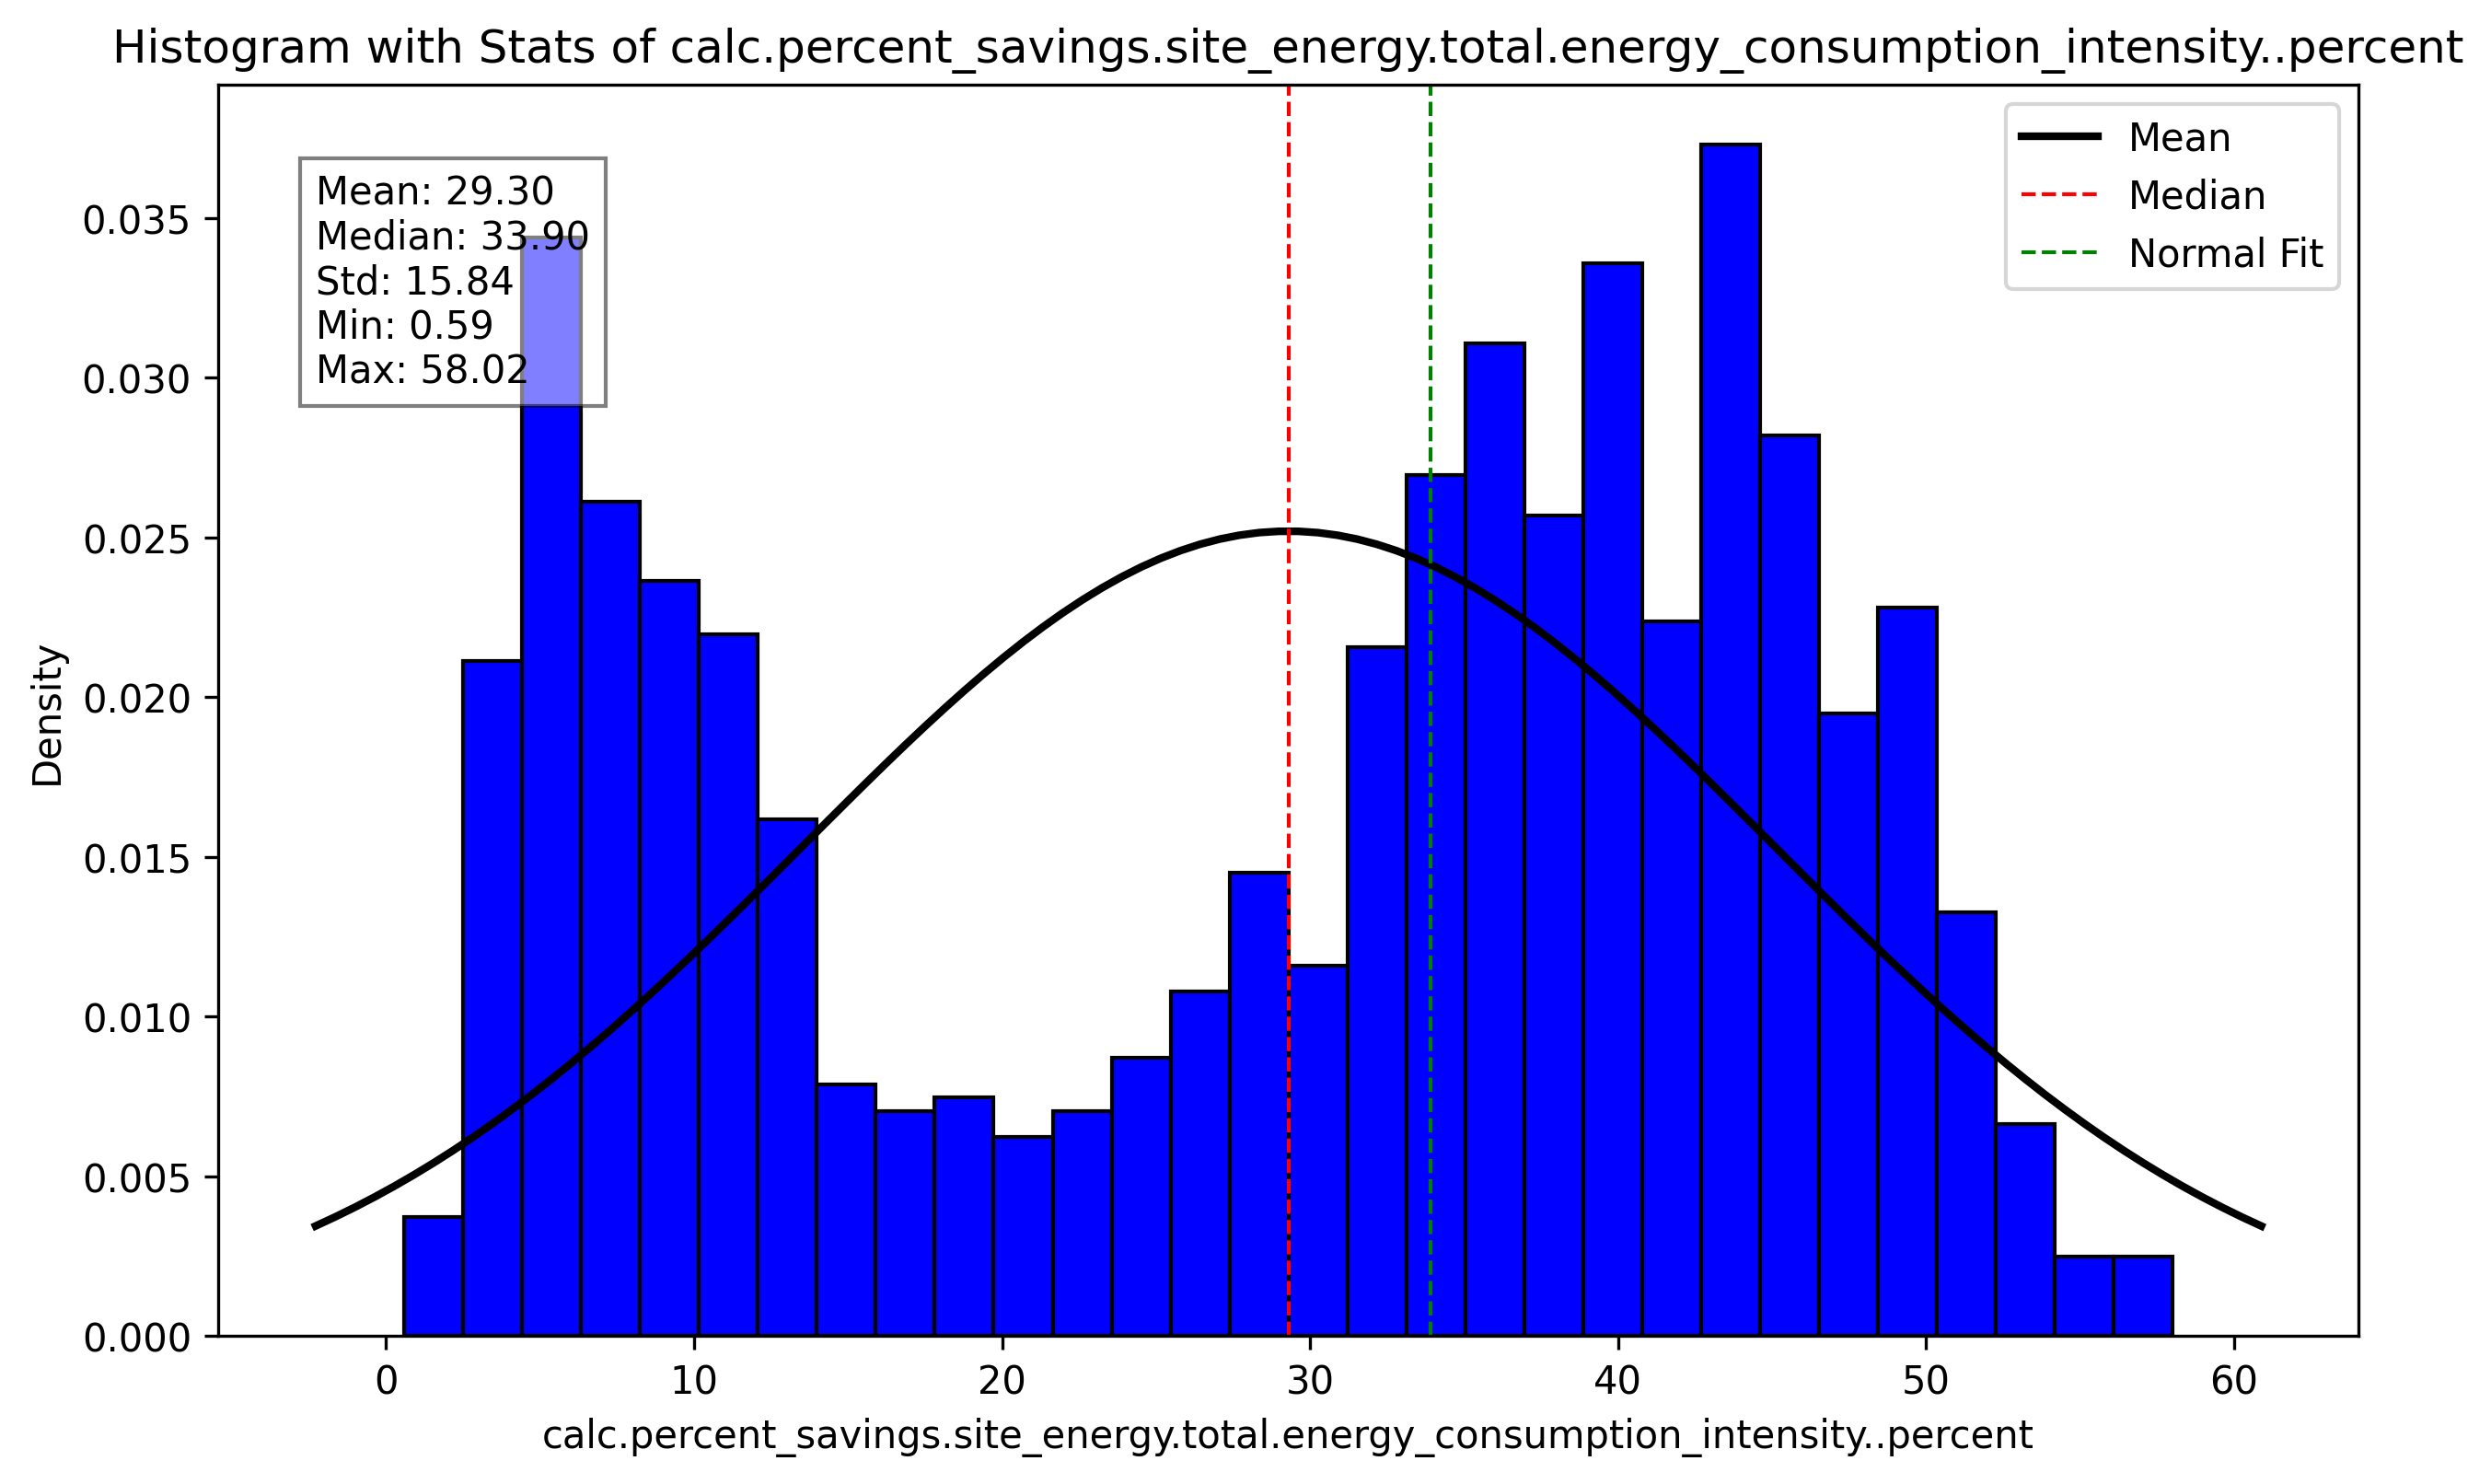 Histogram with Stats of calc.percent_savings.site_energy.total.energy_consumption_intensity..percent
Mean: 29.30
Median: 33.90
Std: 15.84
Min: 0.59
Max: 58.02
Mean
Median
Normal Fit
0.035
0.030
0.025
0.020
0.015
0.010
0.005
0.000
Density
0 10 20 30 40 50 60
calc.percent_savings.site_energy.total.energy_consumption_intensity..percent